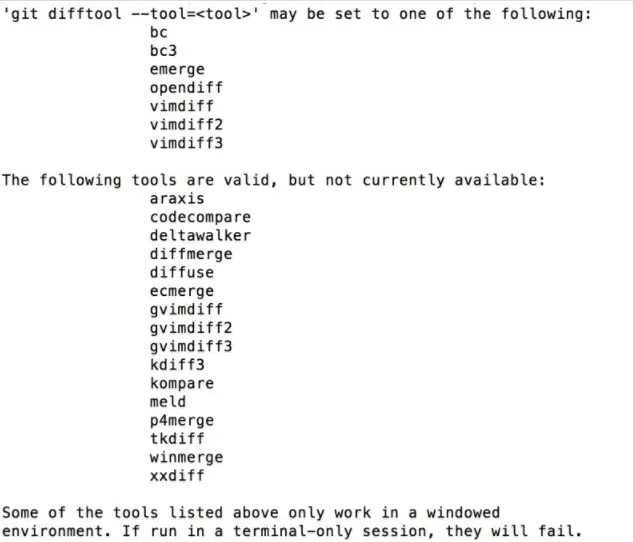 'git difftool --tool=<tool>' may be set to one of the following:
bc
bc3
emerge
opendiff
vimdiff
vimdiff2
vimdiff3
The following tools are valid, but not currently available:
araxis
codecompare
deltawalker
diffmerge
diffuse
ecmerge
gvimdiff
gvimdiff2
gvimdiff3
kdiff3
kompare
meld
p4merge
tkdiff
winmerge
xxdiff
Some of the tools listed above only work in a windowed
environment. If run in a terminal-only session, they will fail.